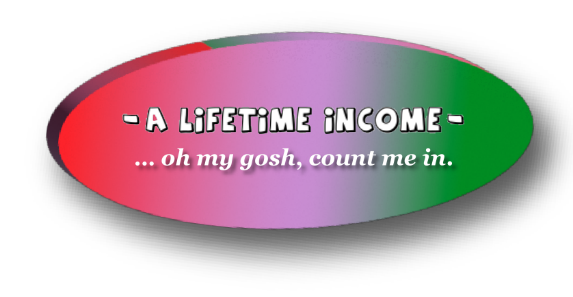 - A LiFETiME iNCOME -
... oh my gosh, count me in.